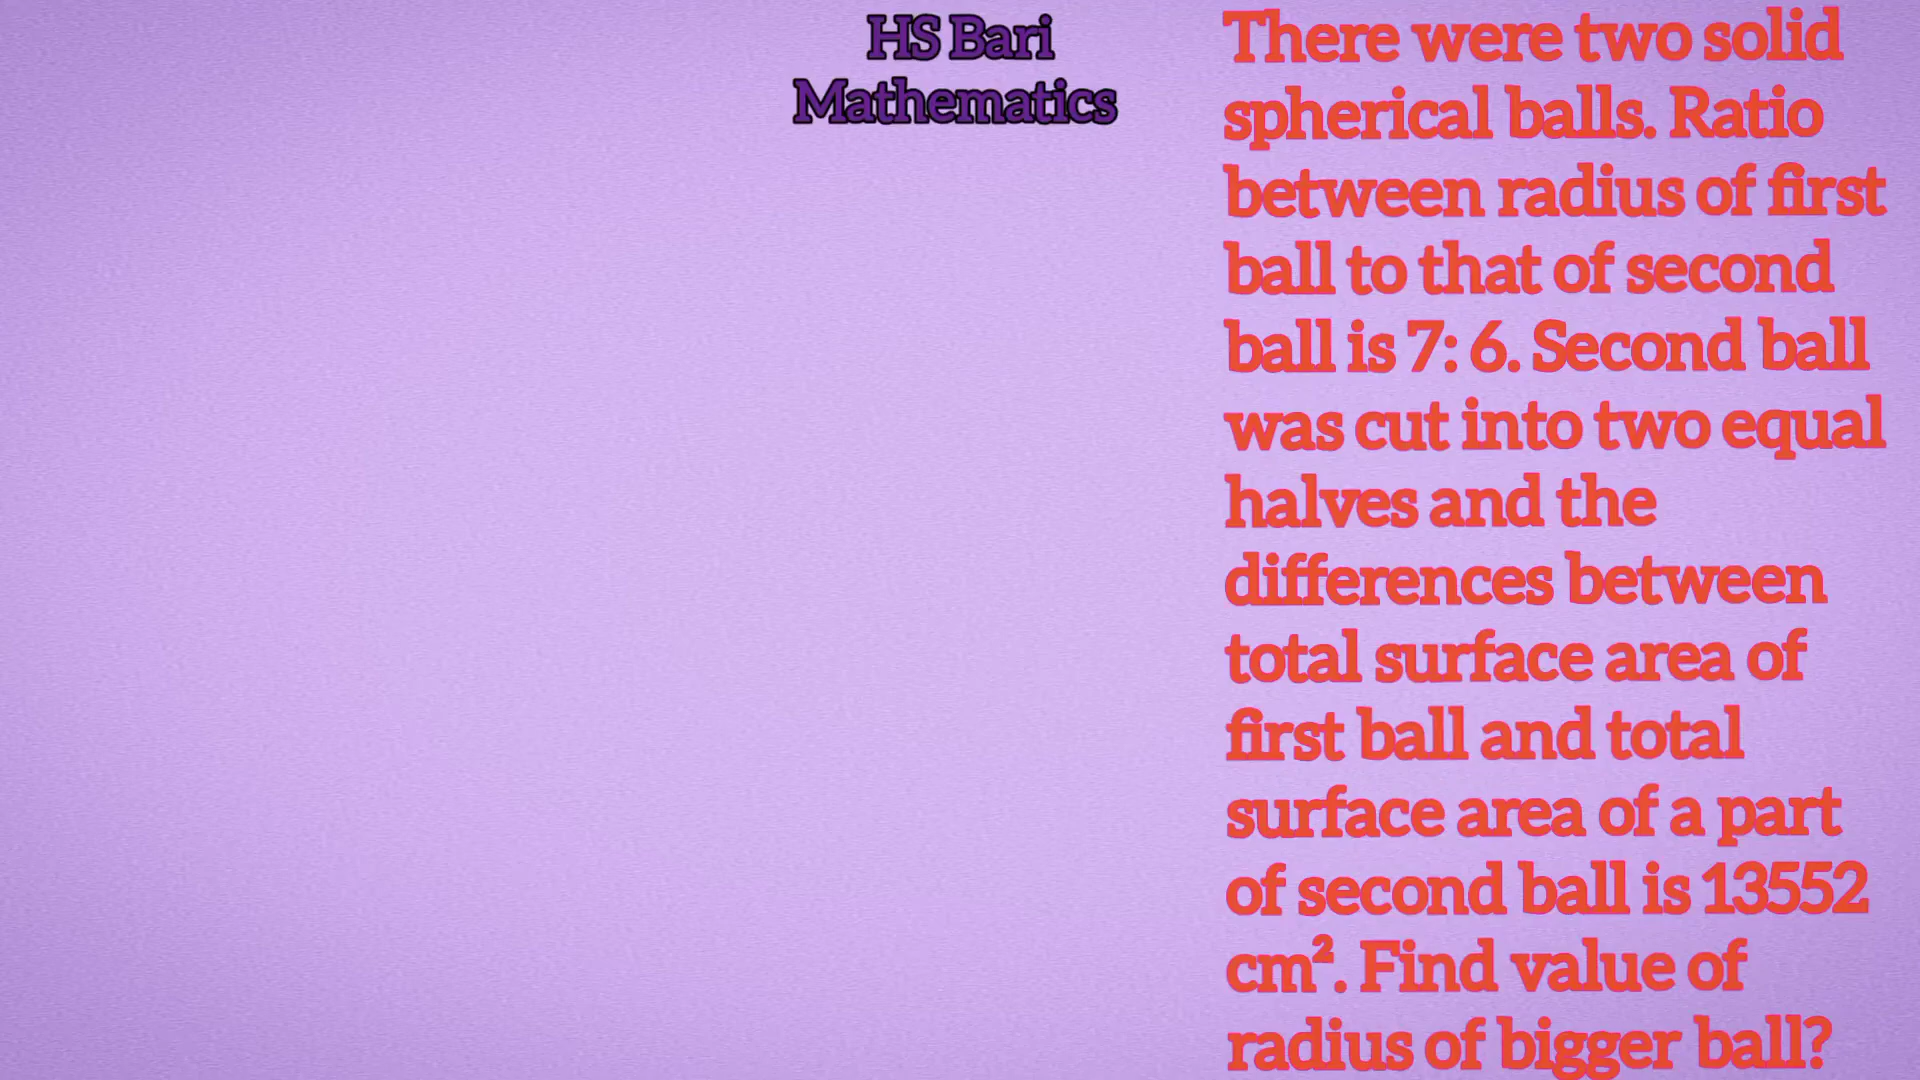 HS Bari
Mathematics
There were two solid
spherical balls. Ratio
between radius of first
ball to that of second
ball is 7: 6. Second ball
was cut into two equal
halves and the
differences between
total surface area of
first ball and total
surface area of a part
of second ball is 13552
cm². Find value of
radius of bigger ball?